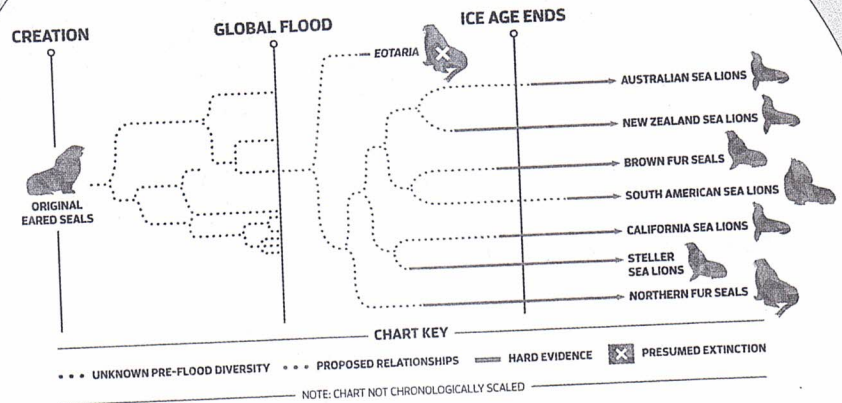 CREATION
GLOBAL FLOOD
ICE AGE ENDS
EOTARIA
ORIGINAL
EARED SEALS
AUSTRALIAN SEA LIONS
NEW ZEALAND SEA LIONS
BROWN FUR SEALS
SOUTH AMERICAN SEA LIONS
CALIFORNIA SEA LIONS
STELLER
SEA LIONS
NORTHERN FUR SEALS
CHART KEY
UNKNOWN PRE-FLOOD DIVERSITY
PROPOSED RELATIONSHIPS
HARD EVIDENCE
PRESUMED EXTINCTION
NOTE: CHART NOT CHRONOLOGICALLY SCALED